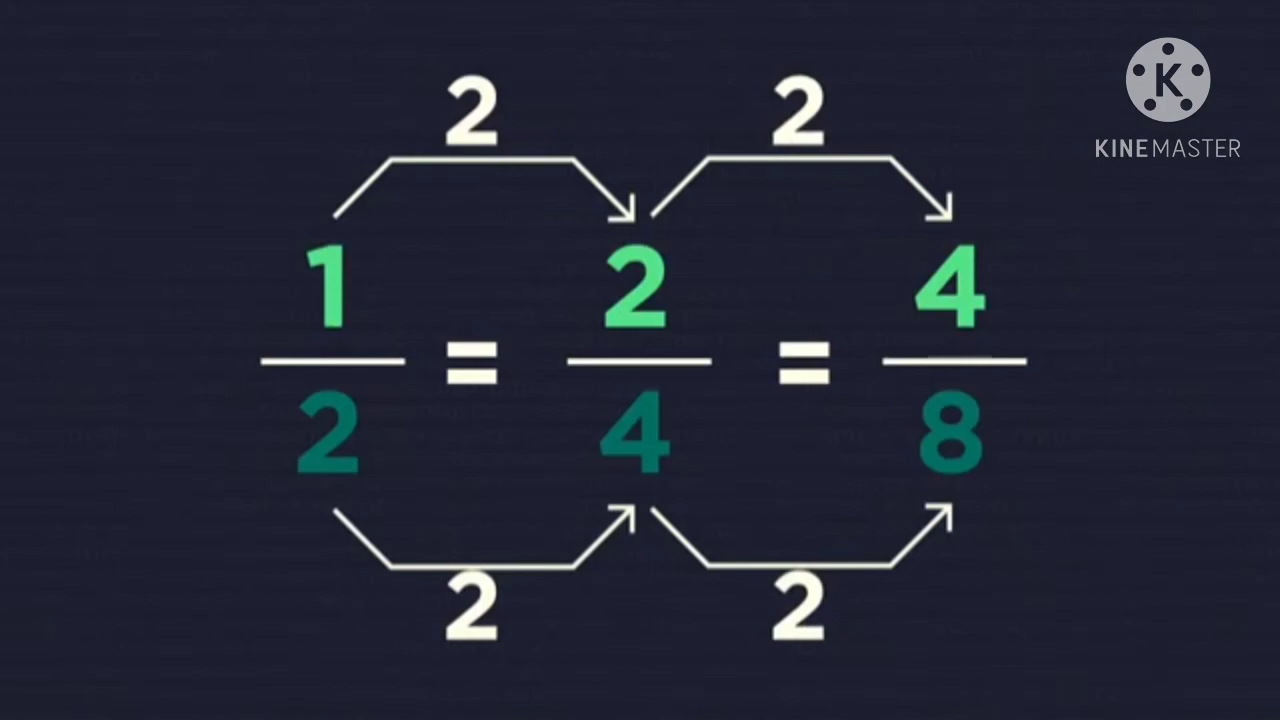 2 2
1 = 2 = 4
2 4 8
2 2
K
KINEMASTER